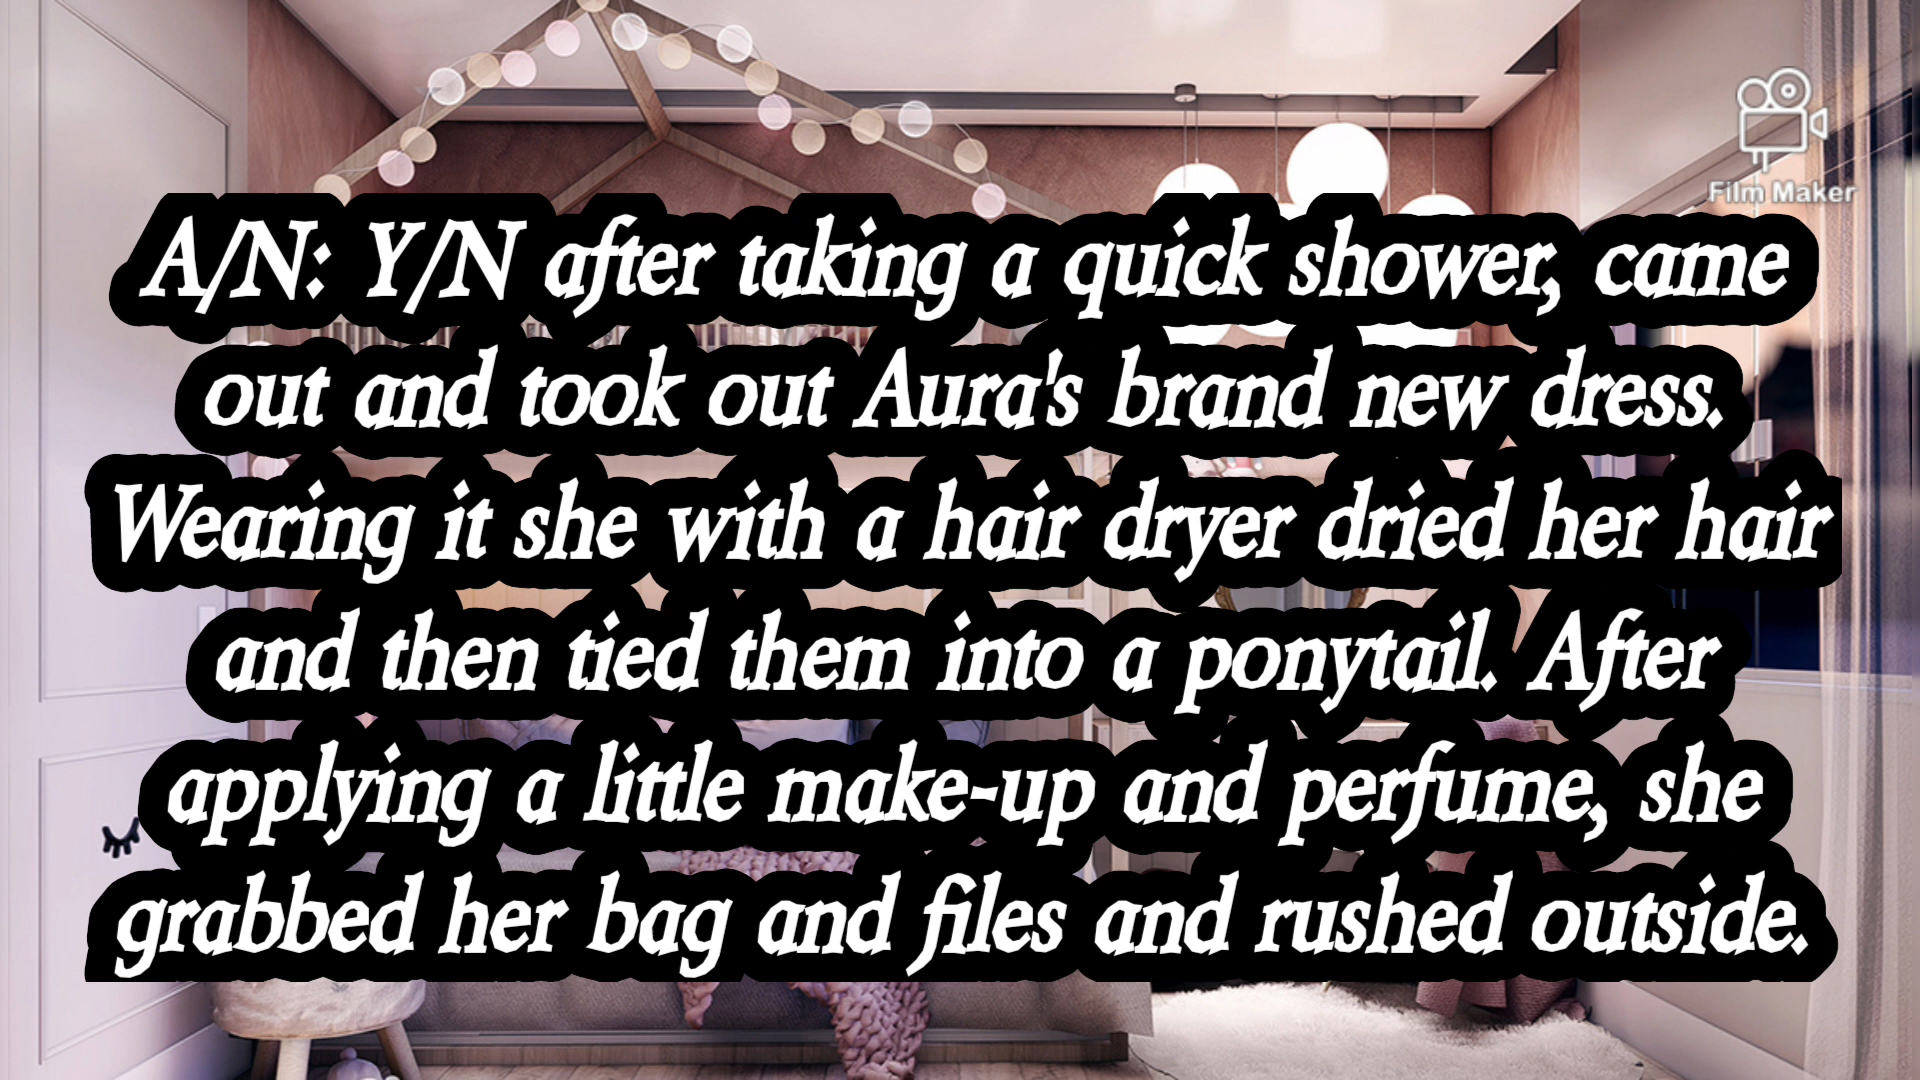 Film Maker
A/N: Y/N after taking a quick shower, came
out and took out Aura's brand new dress.
Wearing it she with a hair dryer dried her hair
and then tied them into a ponytail. After
applying a little make-up and perfume, she
grabbed her bag and files and rushed outside.